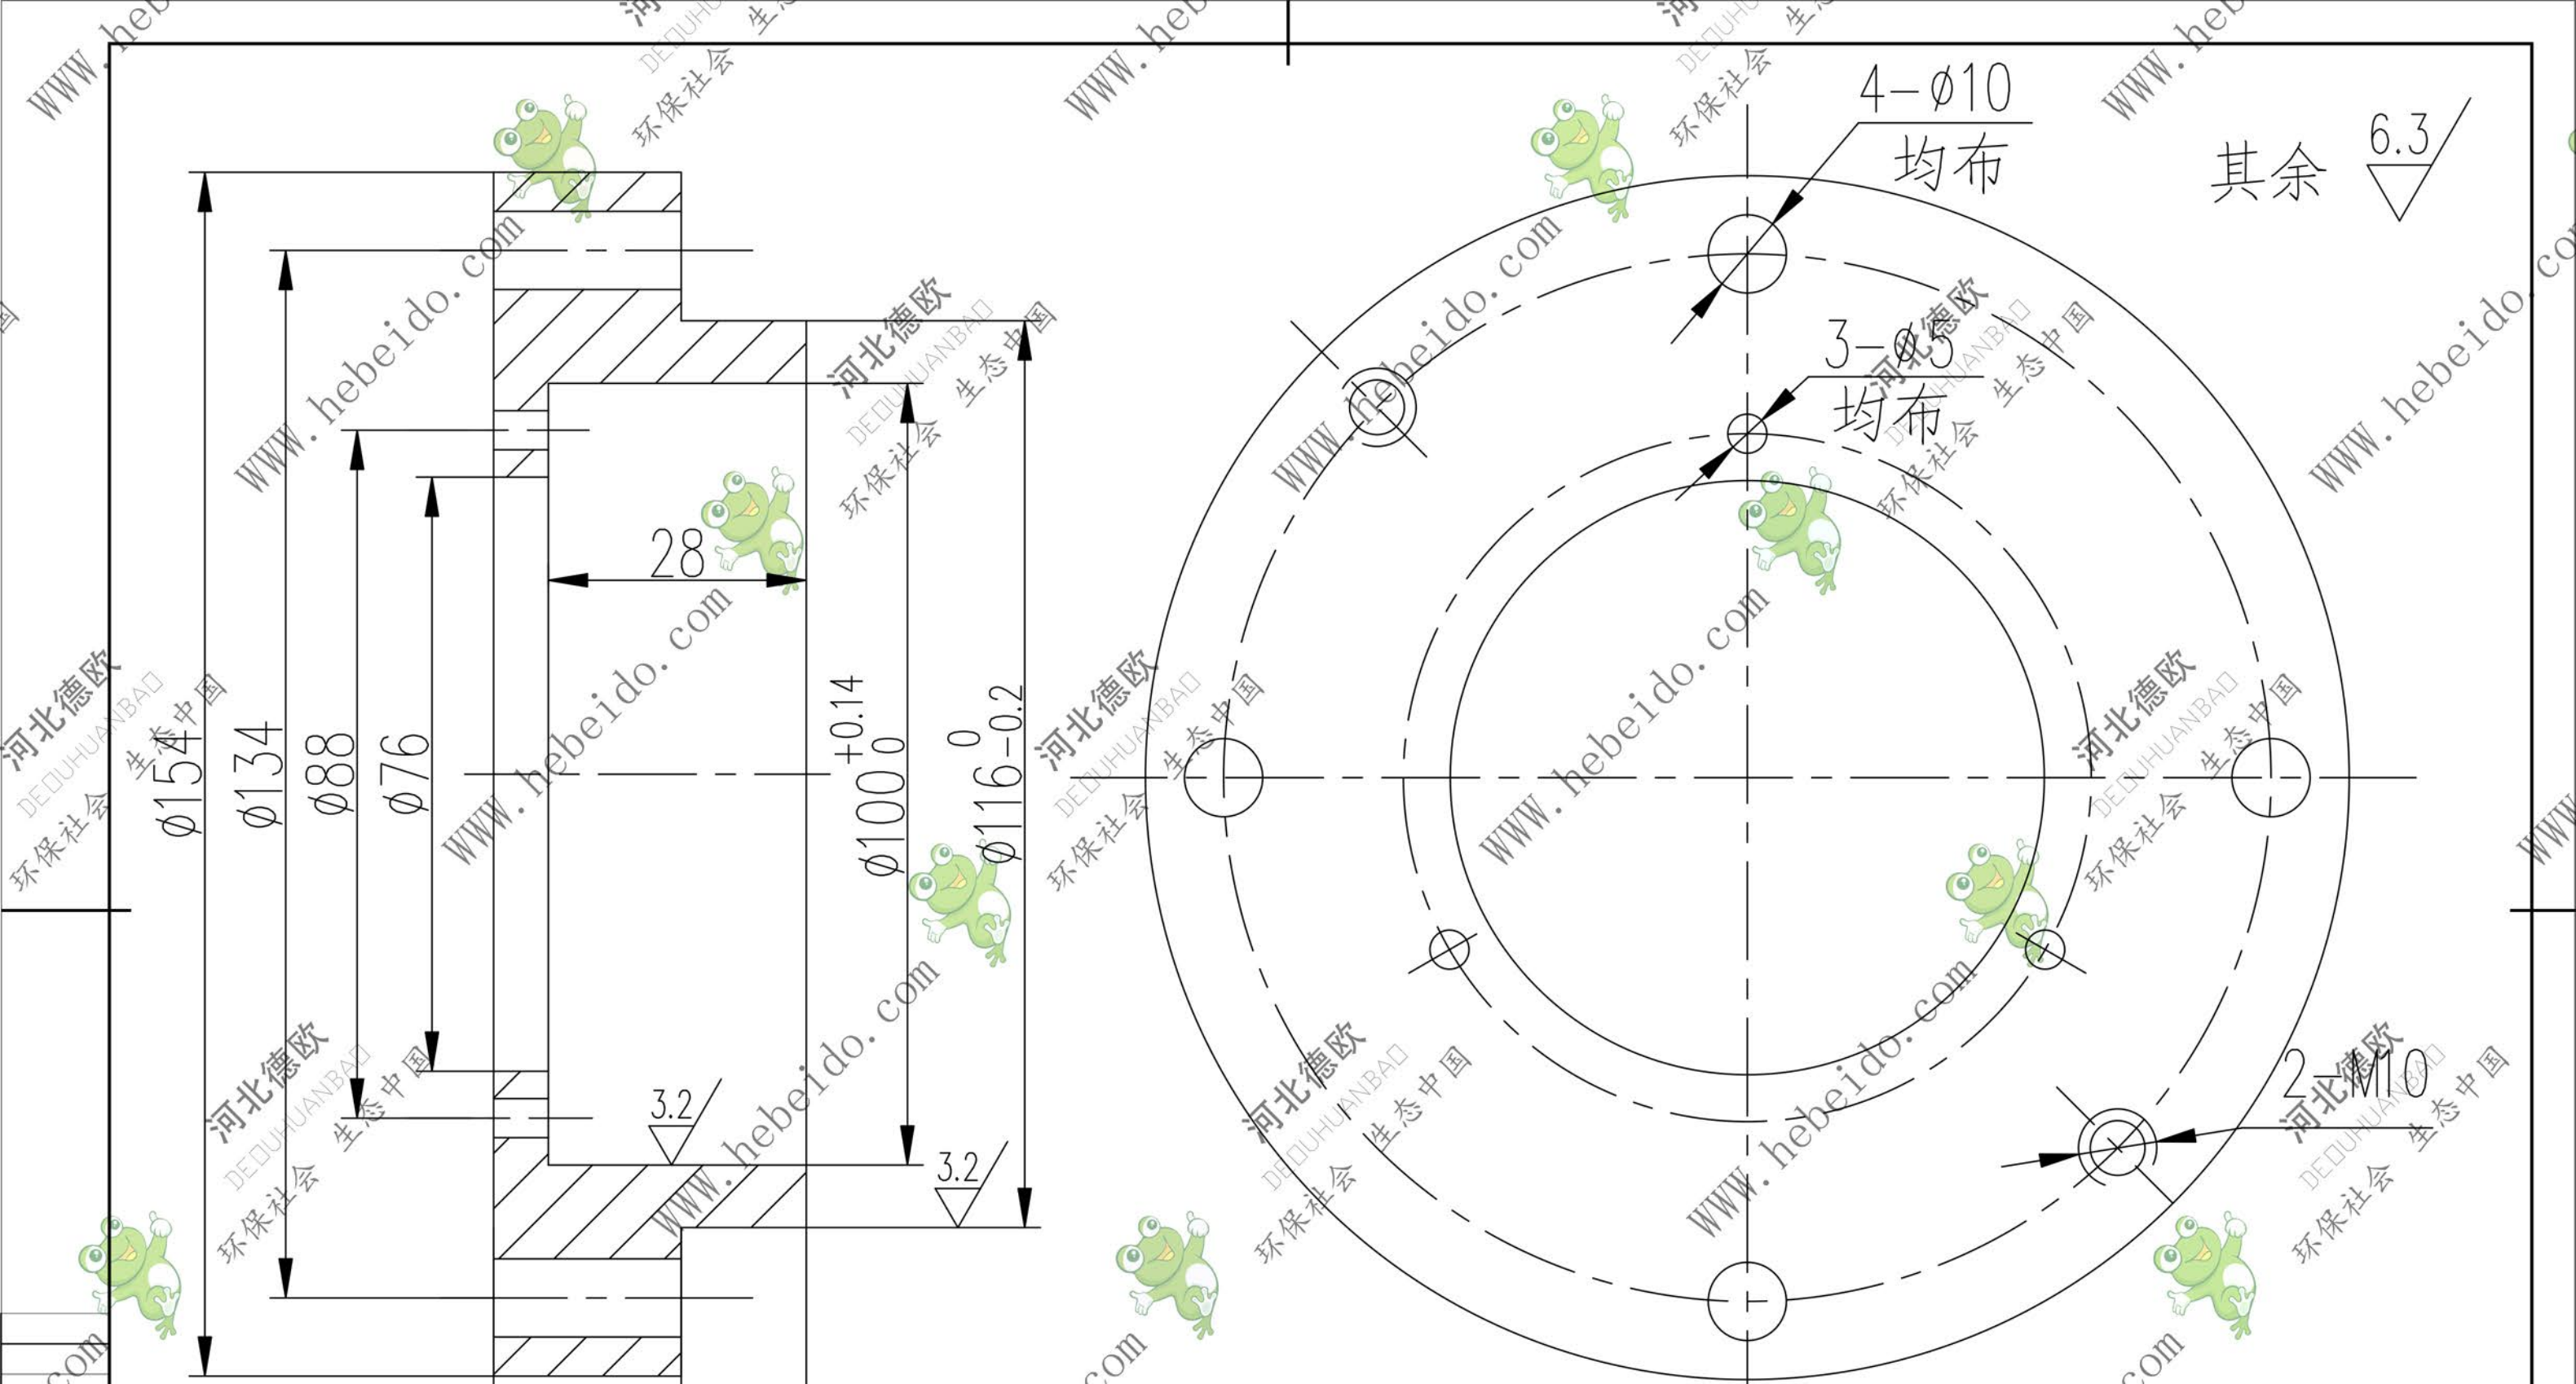 4-ø10
均布
其余
6.3
3-ø5
均布
28
ø154
ø134
ø88
ø76
+0.14
ø100 0
0
ø116-0.2
3.2
3.2
2-M10
河北德欧
DEOUHUANBAO
环保社会 生态中国
www.hebeido.com